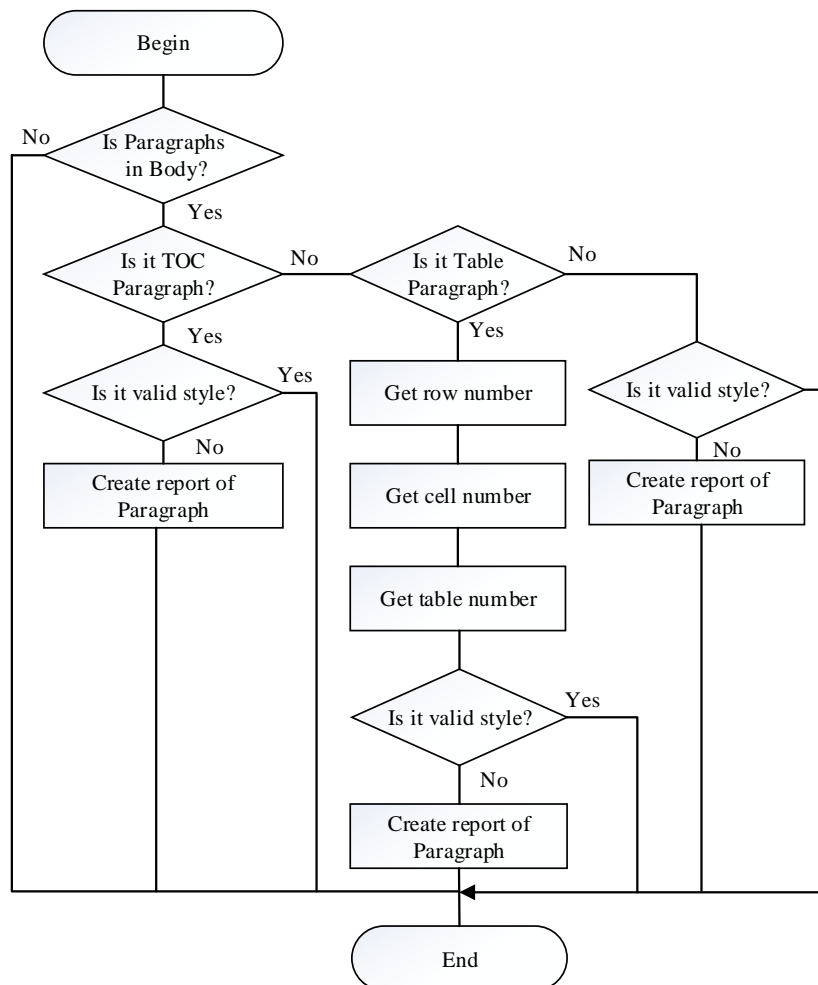 Begin
No
Is Paragraphs
in Body?
Yes
Is it TOC
Paragraph?
No
Is it Table
Paragraph?
No
Yes
Yes
Is it valid style?
Yes
Get row number
Is it valid style?
No
No
Create report of
Paragraph
Get cell number
Create report of
Paragraph
Get table number
Is it valid style?
Yes
No
Create report of
Paragraph
End